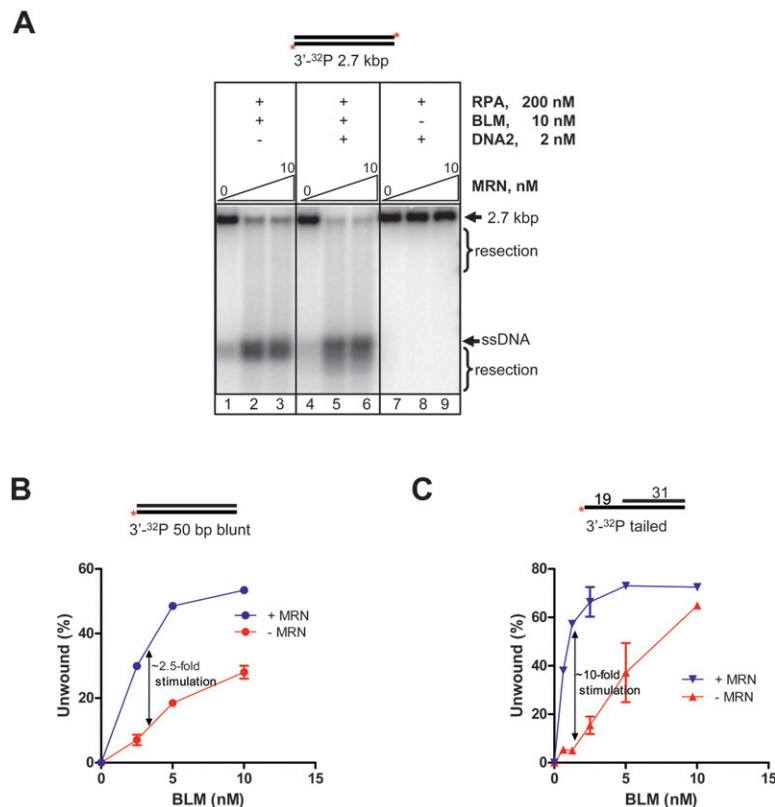 A
*
*
3'-³²P 2.7 kbp
+ + + RPA, 200 nM
+ + - BLM, 10 nM
- + + DNA2, 2 nM
10 10 10
0 0 0 MRN, nM
2.7 kbp
resection
ssDNA
resection
1 2 3 4 5 6 7 8 9
B
*
3'-³²P 50 bp blunt
60
40
20
0
Unwound (%)
+ MRN
- MRN
~2.5-fold
stimulation
0 5 10 15
BLM (nM)
C
19 31
*
3'-³²P tailed
80
60
40
20
0
Unwound (%)
~10-fold
stimulation
+ MRN
- MRN
0 5 10 15
BLM (nM)